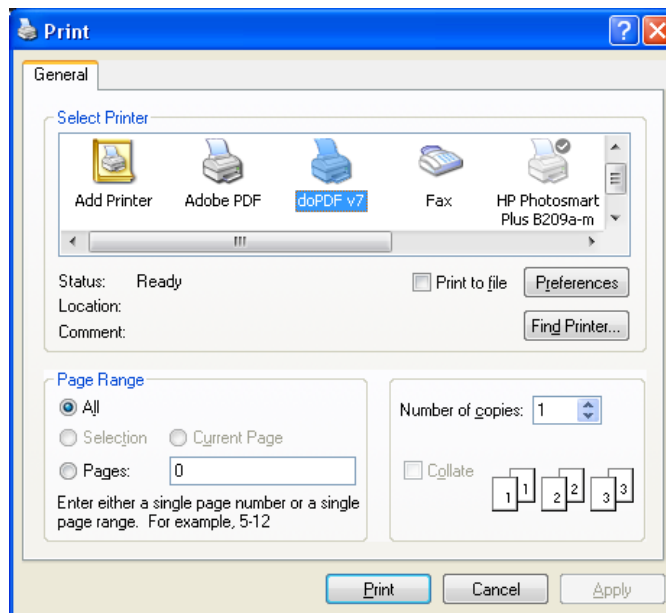 Print
General
Select Printer
Add Printer
Adobe PDF
doPDF v7
Fax
HP Photosmart
Plus B209a-m
Status: Ready
Location:
Comment:
Print to file
Preferences
Find Printer...
Page Range
All
Selection
Current Page
Pages: 0
Enter either a single page number or a single
page range. For example, 5-12
Number of copies: 1
Collate
1 1 2 2 3 3
Print
Cancel
Apply